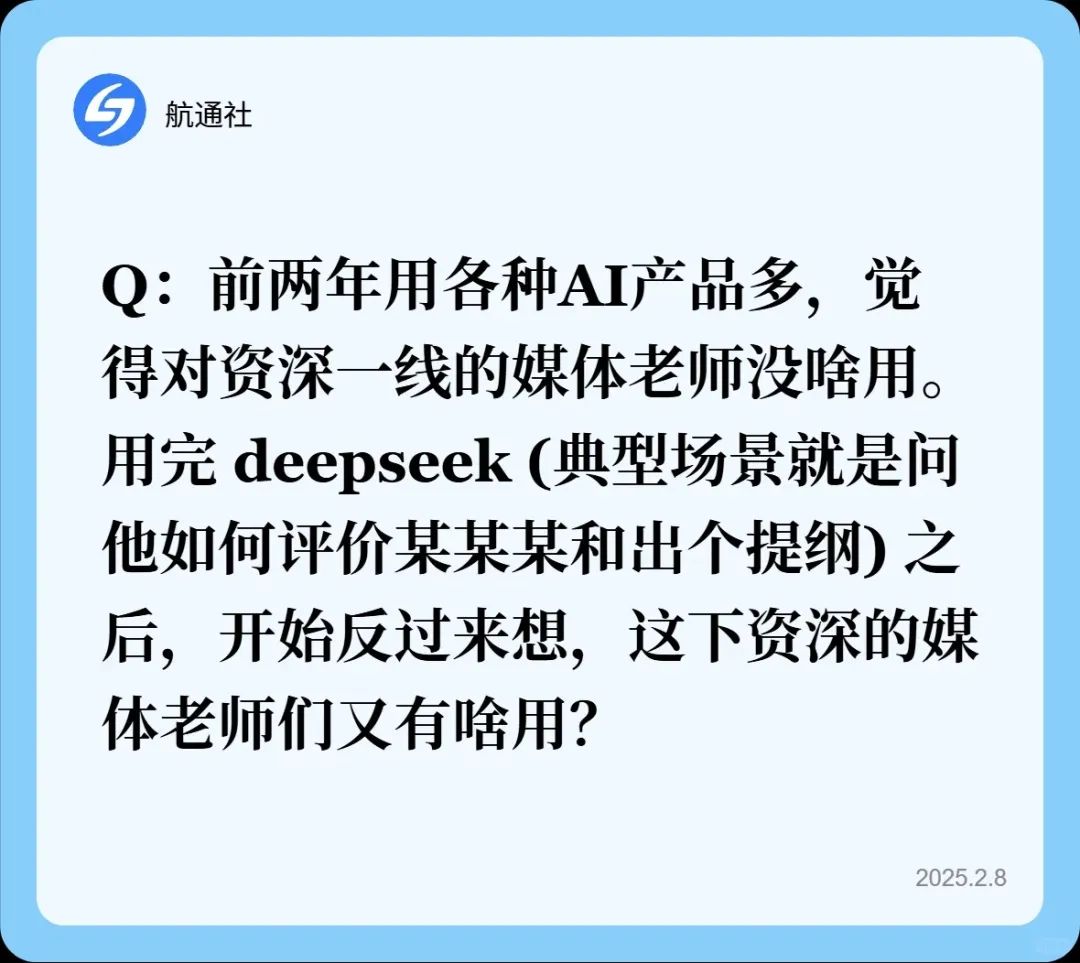 航通社
Q：前两年用各种AI产品多，觉
得对资深一线的媒体老师没啥用。
用完 deepseek (典型场景就是问
他如何评价某某某和出个提纲) 之
后，开始反过来想，这下资深的媒
体老师们又有啥用？
2025.2.8